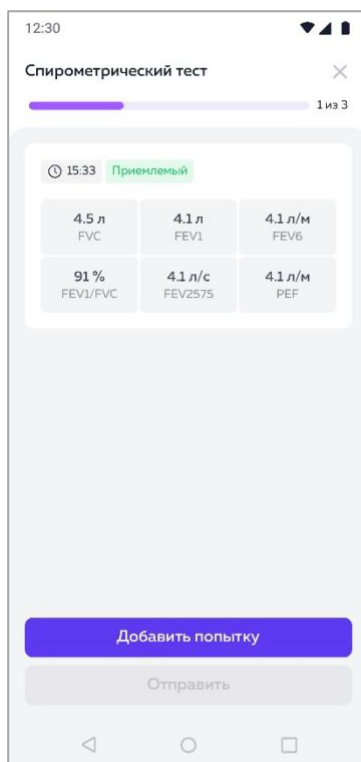 12:30
Спирометрический тест
1 из 3
15:33 Приемлемый
4.5 л 4.1 л 4.1 л/м
FVC FEV1 FEV6
91 % 4.1 л/с 4.1 л/м
FEV1/FVC FEV2575 PEF
Добавить попытку
Отправить